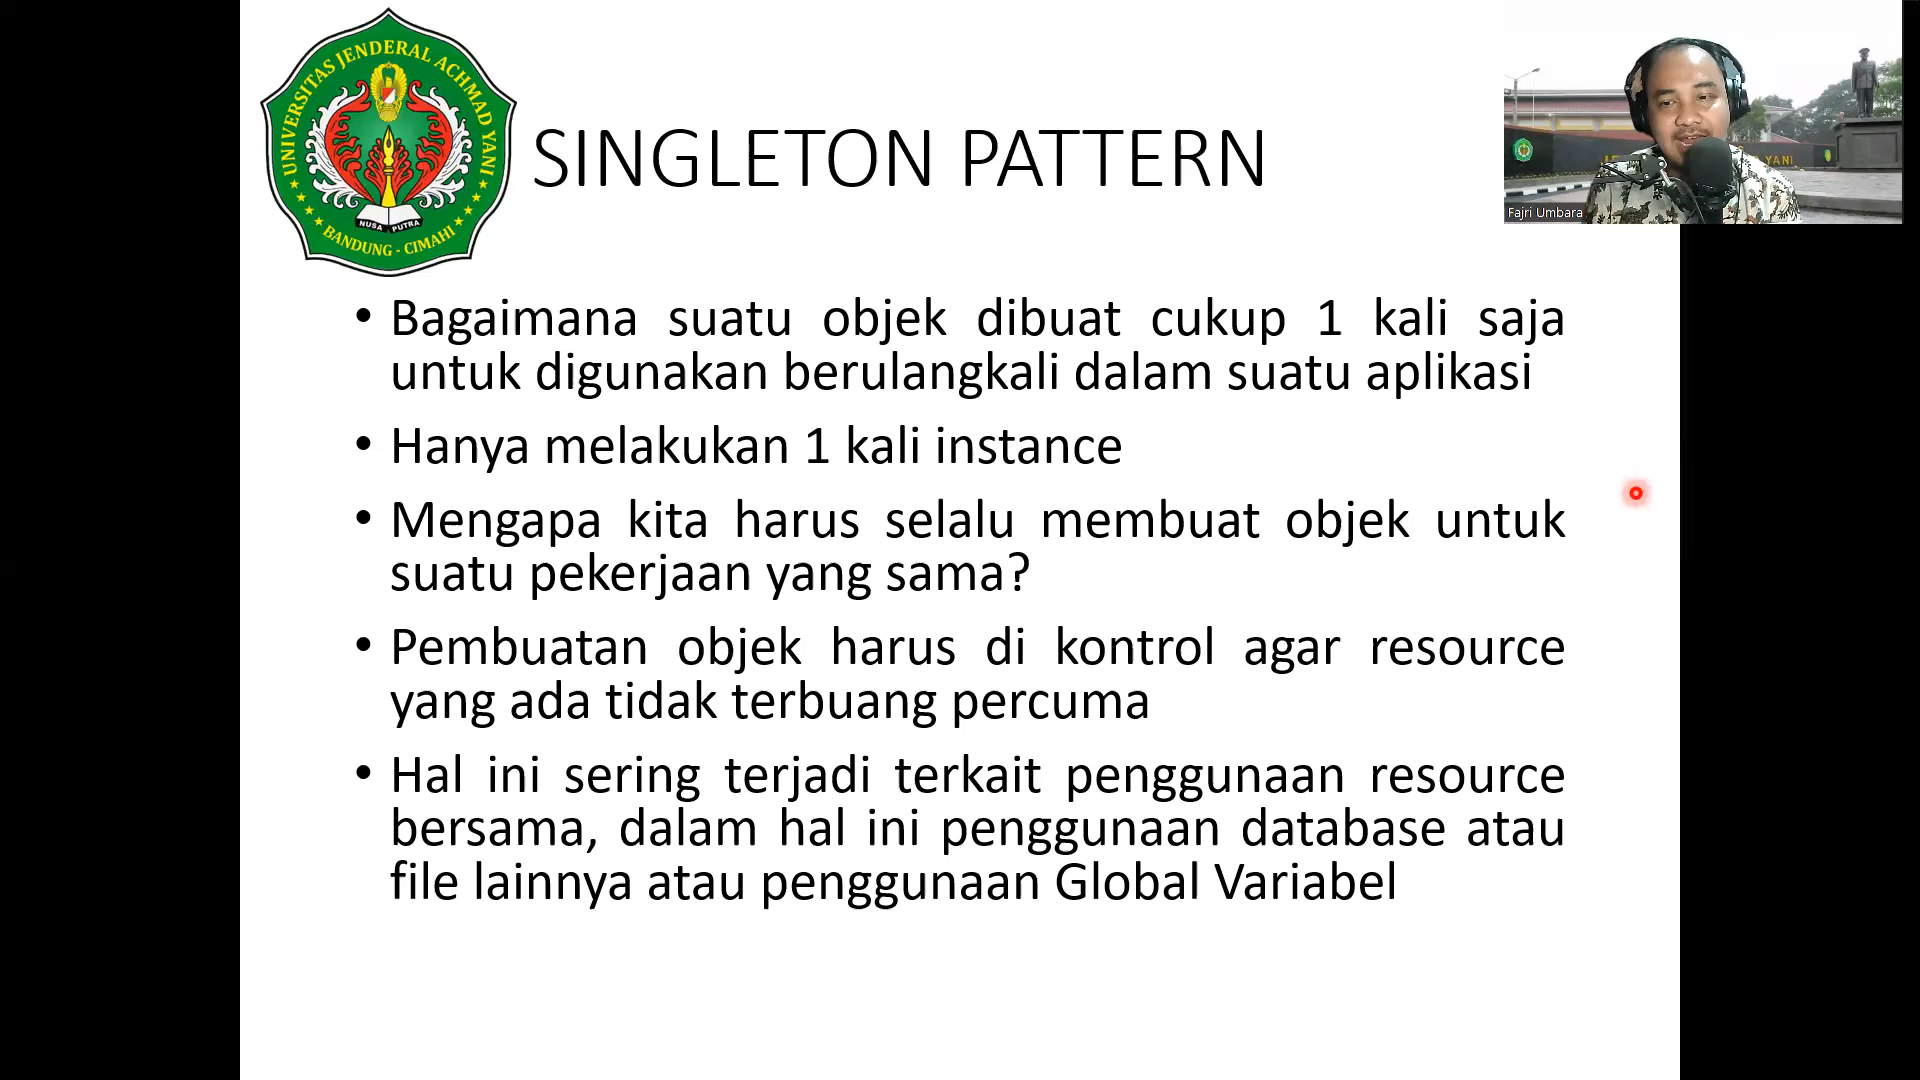 UNIVERSITAS JENDERAL ACHMAD YANI
NUSA PUTRA
BANDUNG - CIMAHI
SINGLETON PATTERN
YANI
Fajri Umbara
• Bagaimana suatu objek dibuat cukup 1 kali saja
untuk digunakan berulangkali dalam suatu aplikasi
• Hanya melakukan 1 kali instance
• Mengapa kita harus selalu membuat objek untuk
suatu pekerjaan yang sama?
• Pembuatan objek harus di kontrol agar resource
yang ada tidak terbuang percuma
• Hal ini sering terjadi terkait penggunaan resource
bersama, dalam hal ini penggunaan database atau
file lainnya atau penggunaan Global Variabel